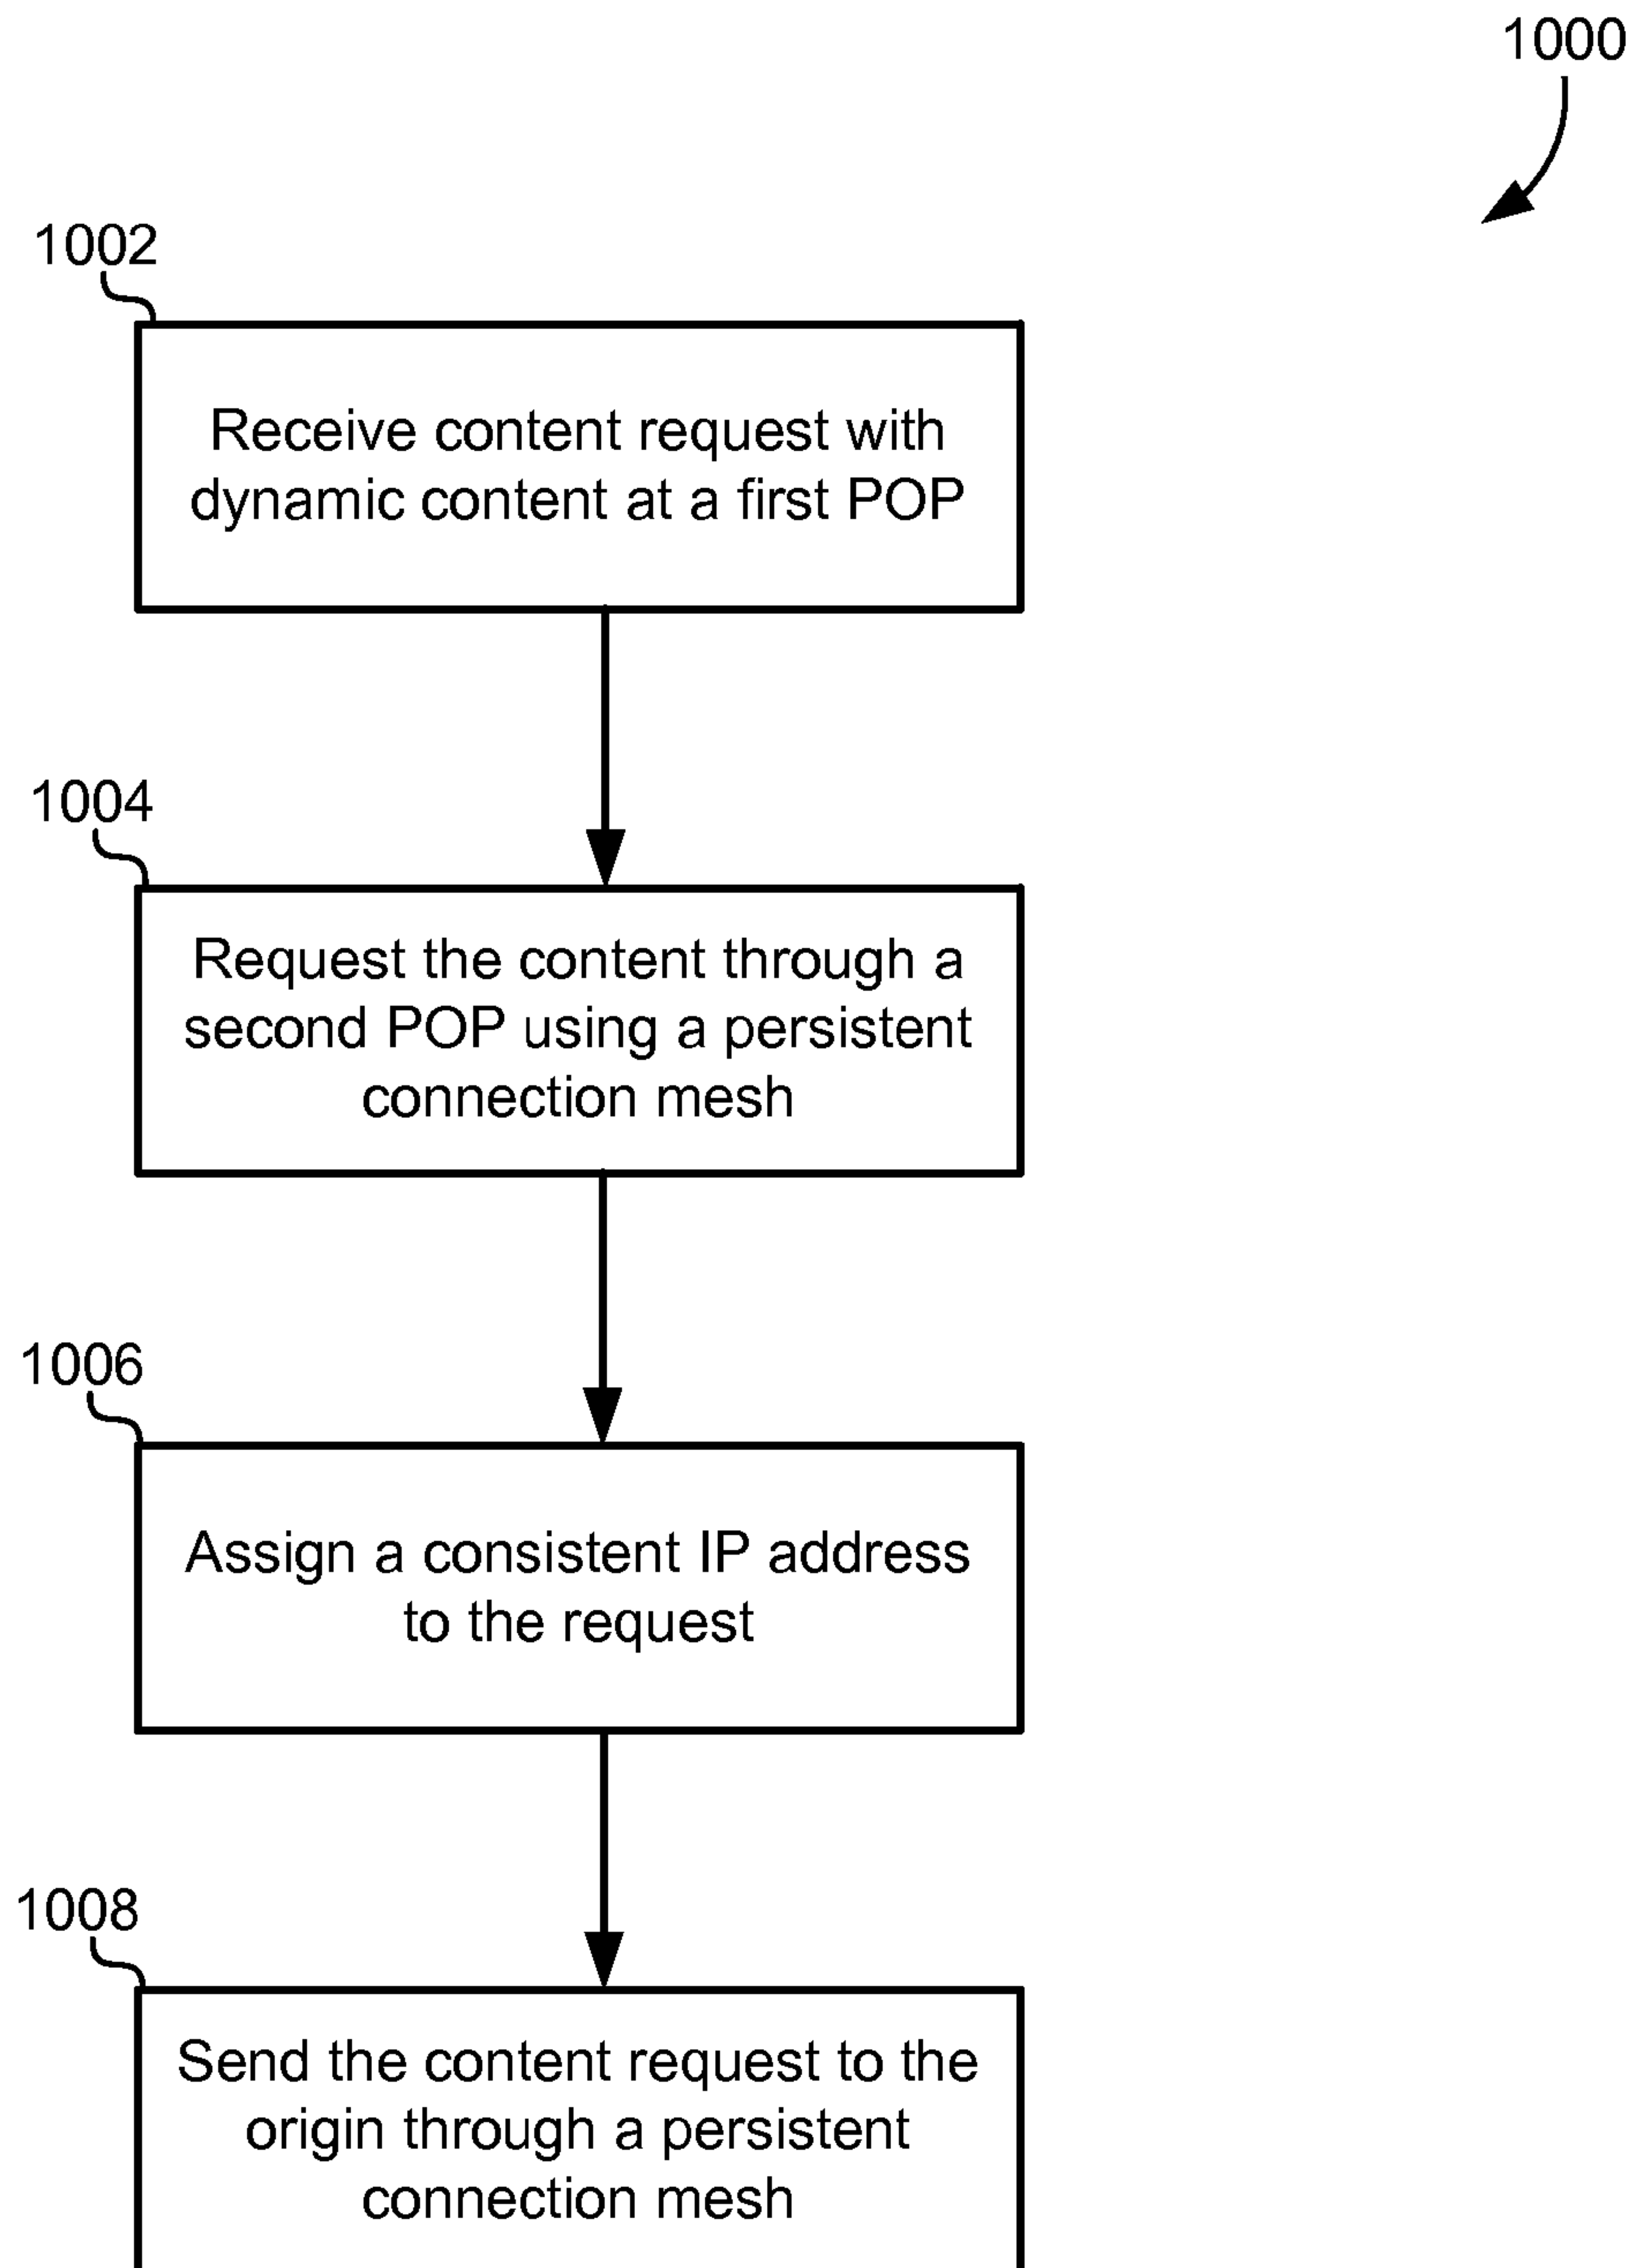 1000
1002
Receive content request with
dynamic content at a first POP
1004
Request the content through a
second POP using a persistent
connection mesh
1006
Assign a consistent IP address
to the request
1008
Send the content request to the
origin through a persistent
connection mesh